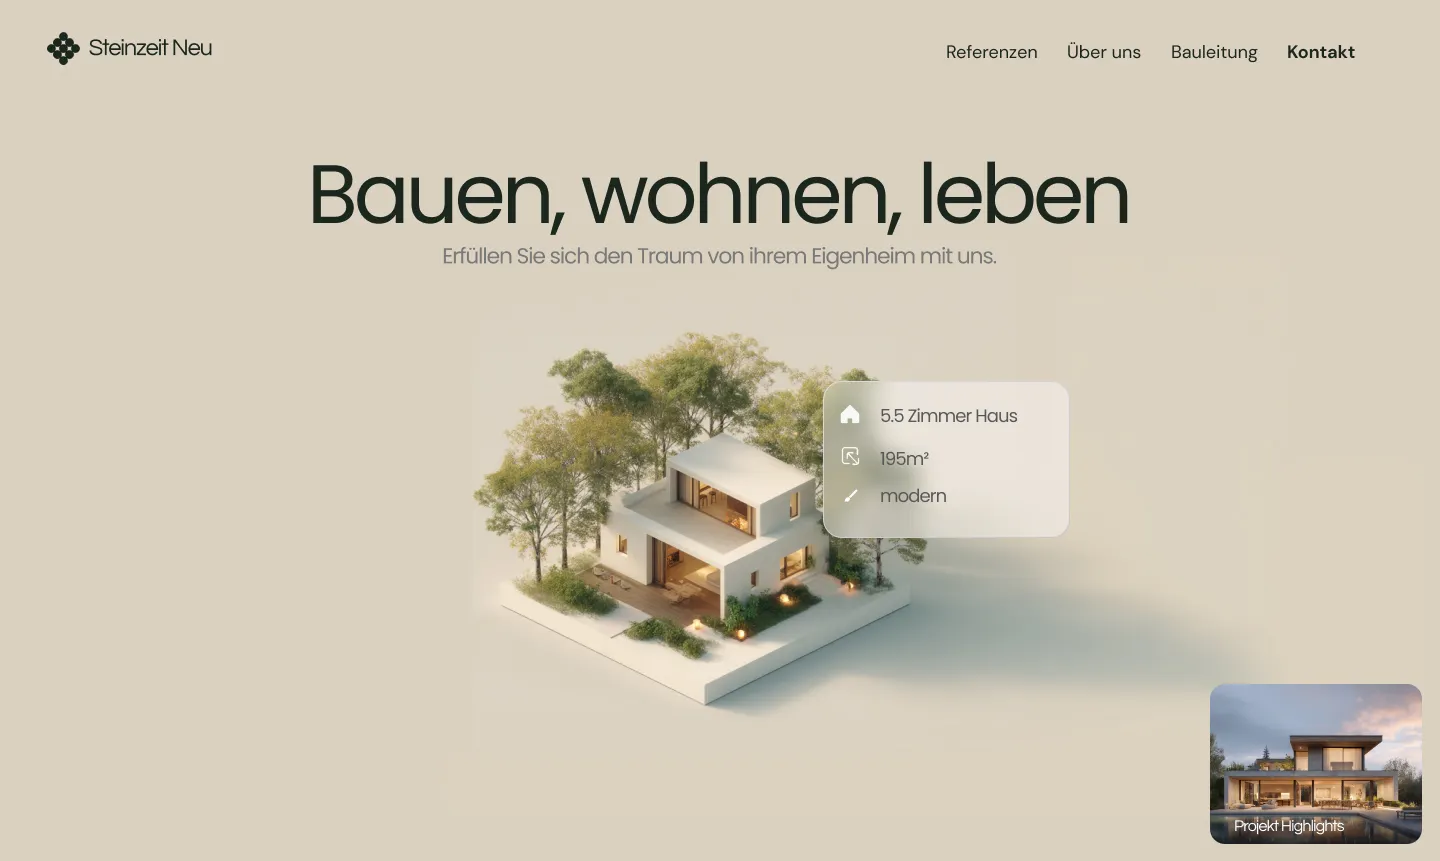 Steinzeit Neu
Referenzen Über uns Bauleitung Kontakt
Bauen, wohnen, leben
Erfüllen Sie sich den Traum von ihrem Eigenheim mit uns.
5.5 Zimmer Haus
195m²
modern
Projekt Highlights